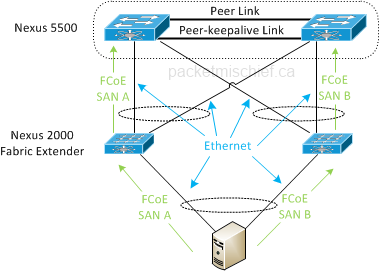 Peer Link
Nexus 5500
Peer-keepalive Link
packetmischief.ca
FCoE
SAN A
FCoE
SAN B
Nexus 2000
Fabric Extender
Ethernet
FCoE
SAN A
FCoE
SAN B